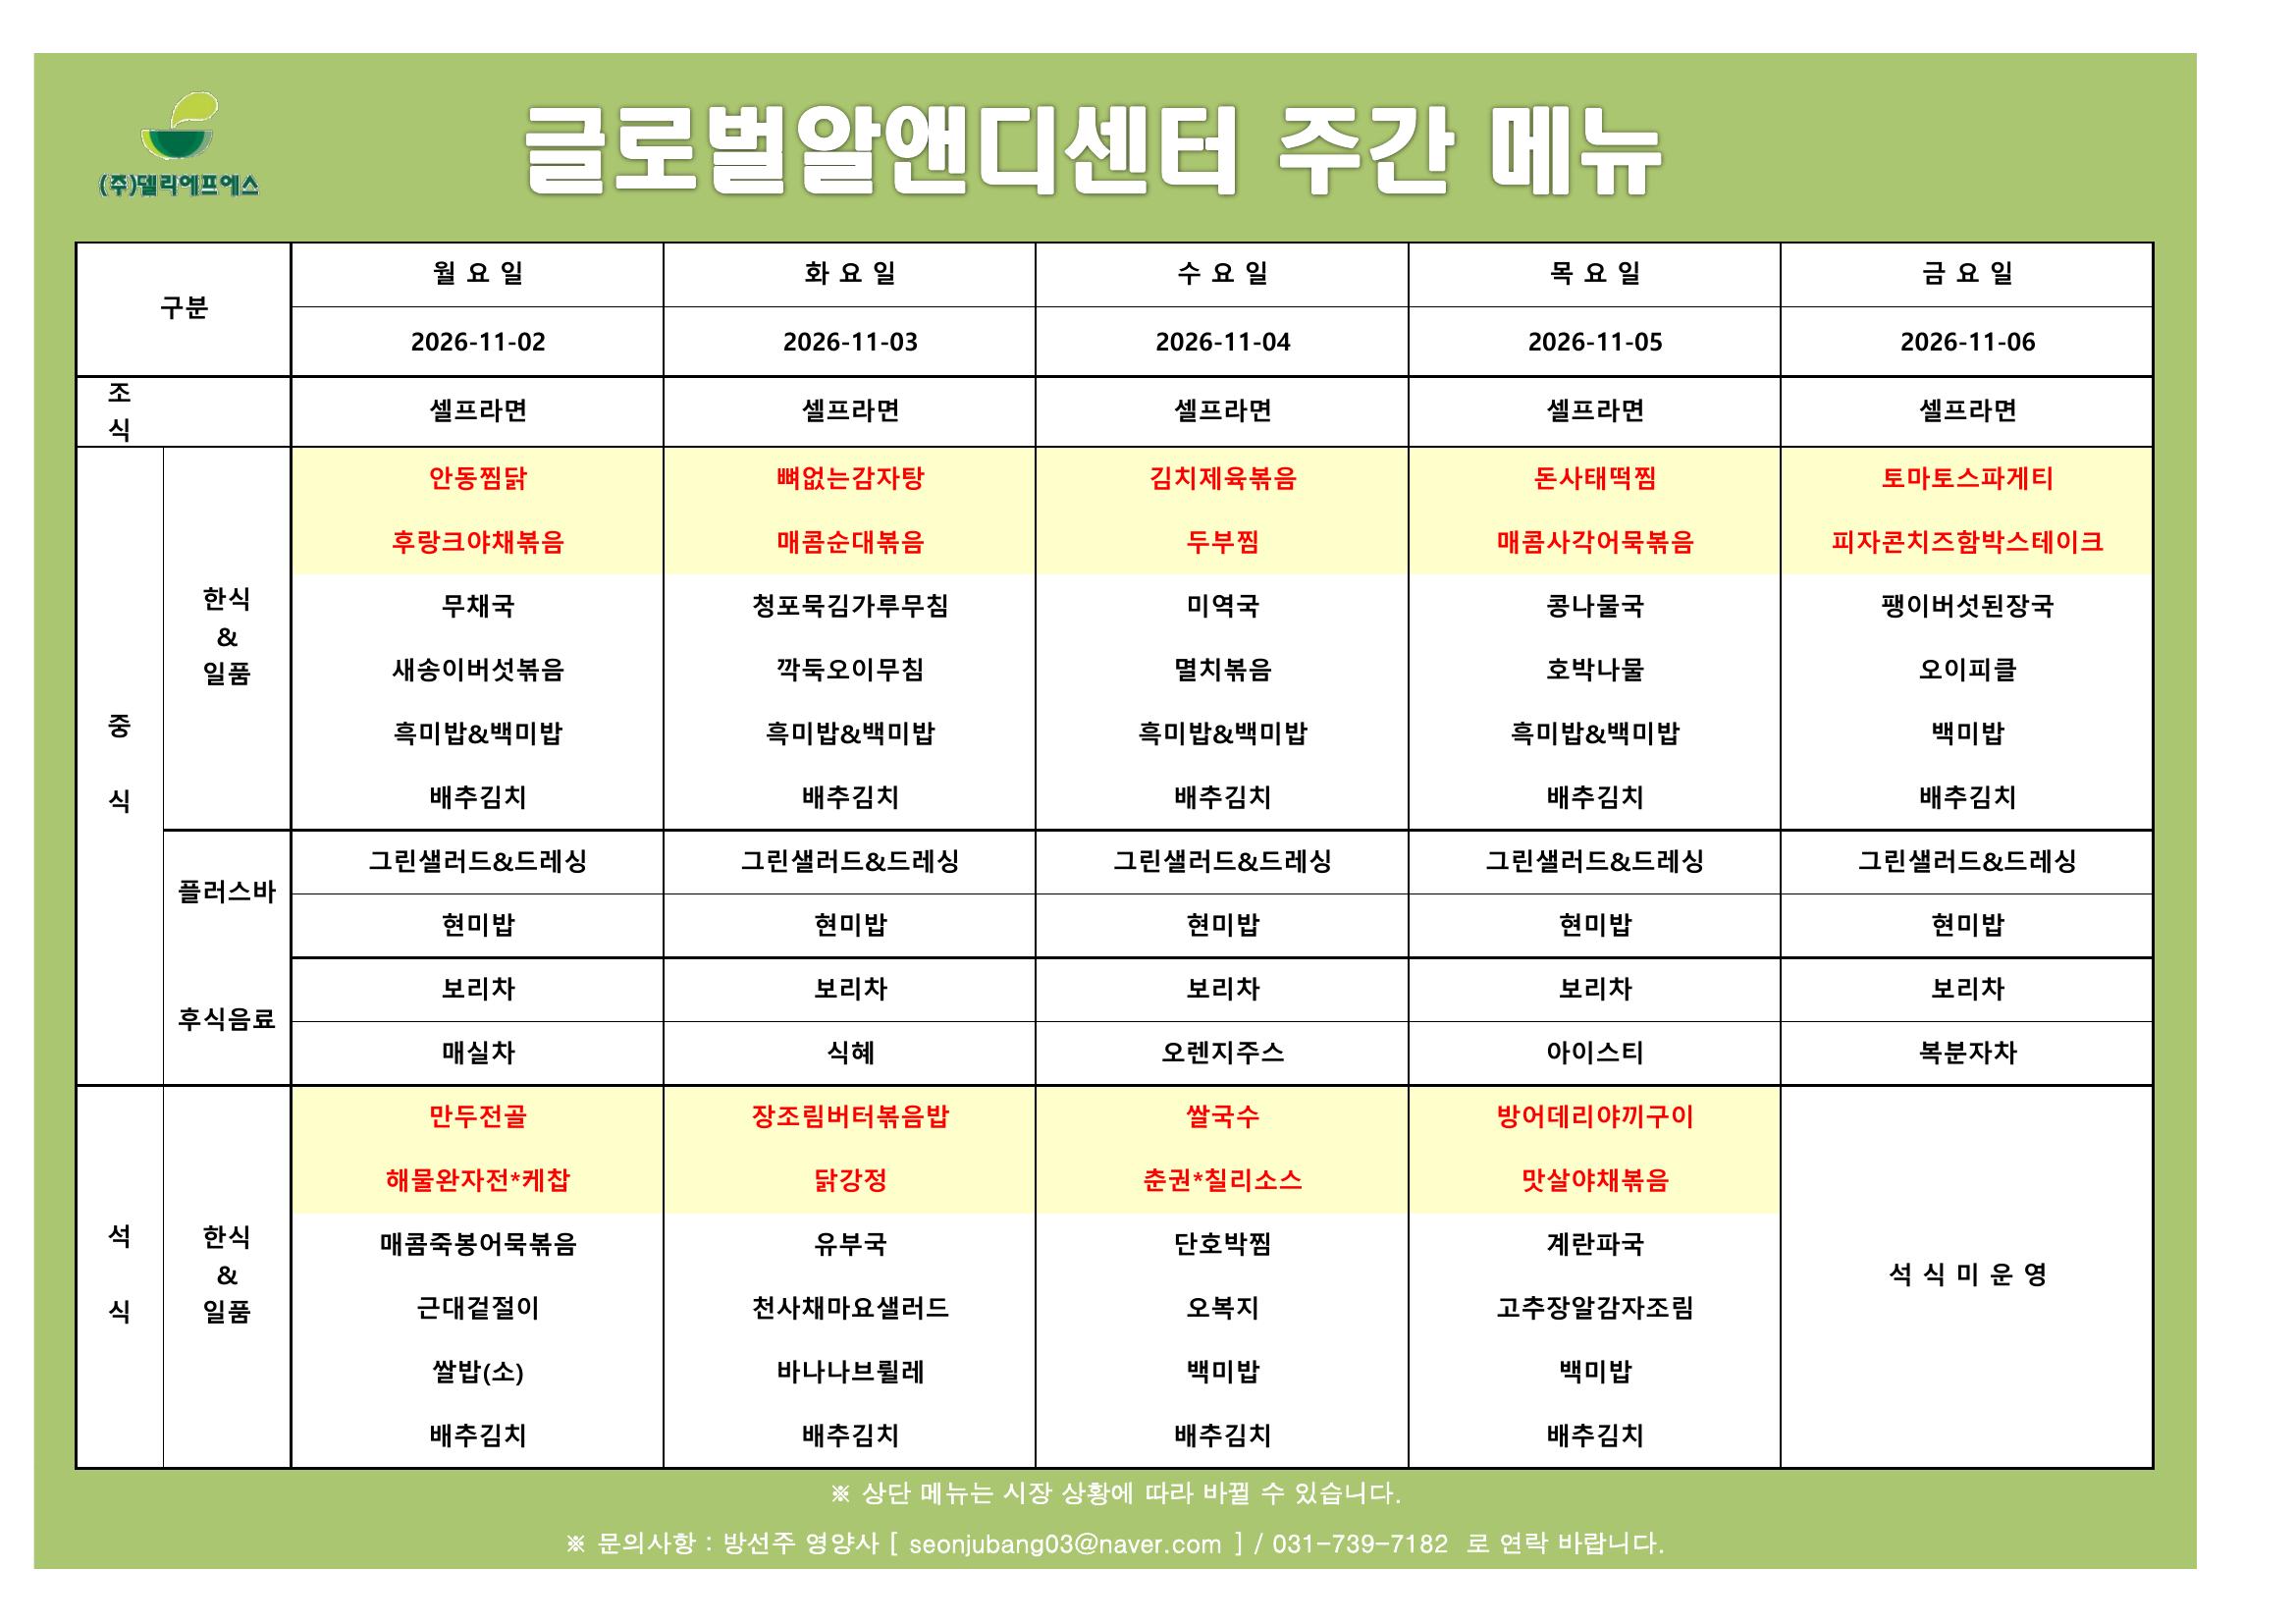 (주)델리에프에스
글로벌알앤디센터 주간 메뉴
구분 월 요 일 화 요 일 수 요 일 목 요 일 금 요 일
2026-11-02 2026-11-03 2026-11-04 2026-11-05 2026-11-06
조 식 셀프라면 셀프라면 셀프라면 셀프라면 셀프라면
중 식
한식 & 일품
안동찜닭 뼈없는감자탕 김치제육볶음 돈사태떡찜 토마토스파게티
후랑크야채볶음 매콤순대볶음 두부찜 매콤사각어묵볶음 피자콘치즈함박스테이크
무채국 청포묵김가루무침 미역국 콩나물국 팽이버섯된장국
새송이버섯볶음 깍둑오이무침 멸치볶음 호박나물 오이피클
흑미밥&백미밥 흑미밥&백미밥 흑미밥&백미밥 흑미밥&백미밥 백미밥
배추김치 배추김치 배추김치 배추김치 배추김치
플러스바
그린샐러드&드레싱 그린샐러드&드레싱 그린샐러드&드레싱 그린샐러드&드레싱 그린샐러드&드레싱
현미밥 현미밥 현미밥 현미밥 현미밥
후식음료
보리차 보리차 보리차 보리차 보리차
매실차 식혜 오렌지주스 아이스티 복분자차
석 식
한식 & 일품
만두전골 장조림버터볶음밥 쌀국수 방어데리야끼구이
해물완자전*케찹 닭강정 춘권*칠리소스 맛살야채볶음
매콤죽봉어묵볶음 유부국 단호박찜 계란파국
석 식 미 운 영
근대겉절이 천사채마요샐러드 오복지 고추장알감자조림
쌀밥(소) 바나나브륄레 백미밥 백미밥
배추김치 배추김치 배추김치 배추김치
※ 상단 메뉴는 시장 상황에 따라 바뀔 수 있습니다.
※ 문의사항 : 방선주 영양사 [ seonjubang03@naver.com ] / 031-739-7182 로 연락 바랍니다.